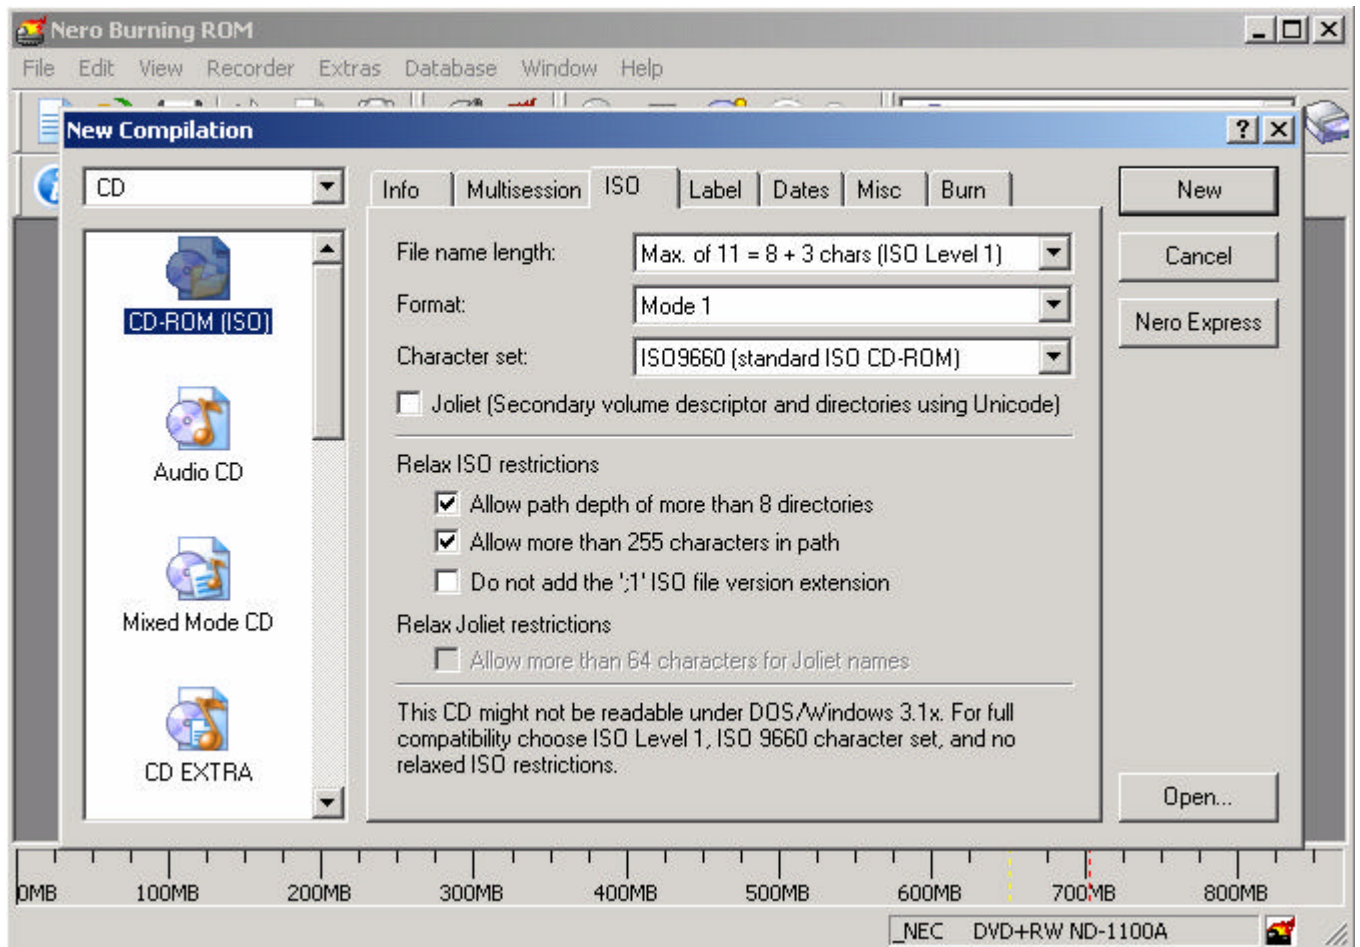 Nero Burning ROM
File Edit View Recorder Extras Database Window Help
New Compilation
CD
Info Multisession ISO Label Dates Misc Burn
New
Cancel
Nero Express
CD-ROM (ISO)
Audio CD
Mixed Mode CD
CD EXTRA
File name length: Max. of 11 = 8 + 3 chars (ISO Level 1)
Format: Mode 1
Character set: ISO9660 (standard ISO CD-ROM)
Joliet (Secondary volume descriptor and directories using Unicode)
Relax ISO restrictions
Allow path depth of more than 8 directories
Allow more than 255 characters in path
Do not add the ';1' ISO file version extension
Relax Joliet restrictions
Allow more than 64 characters for Joliet names
This CD might not be readable under DOS/Windows 3.1x. For full
compatibility choose ISO Level 1, ISO 9660 character set, and no
relaxed ISO restrictions.
Open...
0MB 100MB 200MB 300MB 400MB 500MB 600MB 700MB 800MB
_NEC DVD+RW ND-1100A